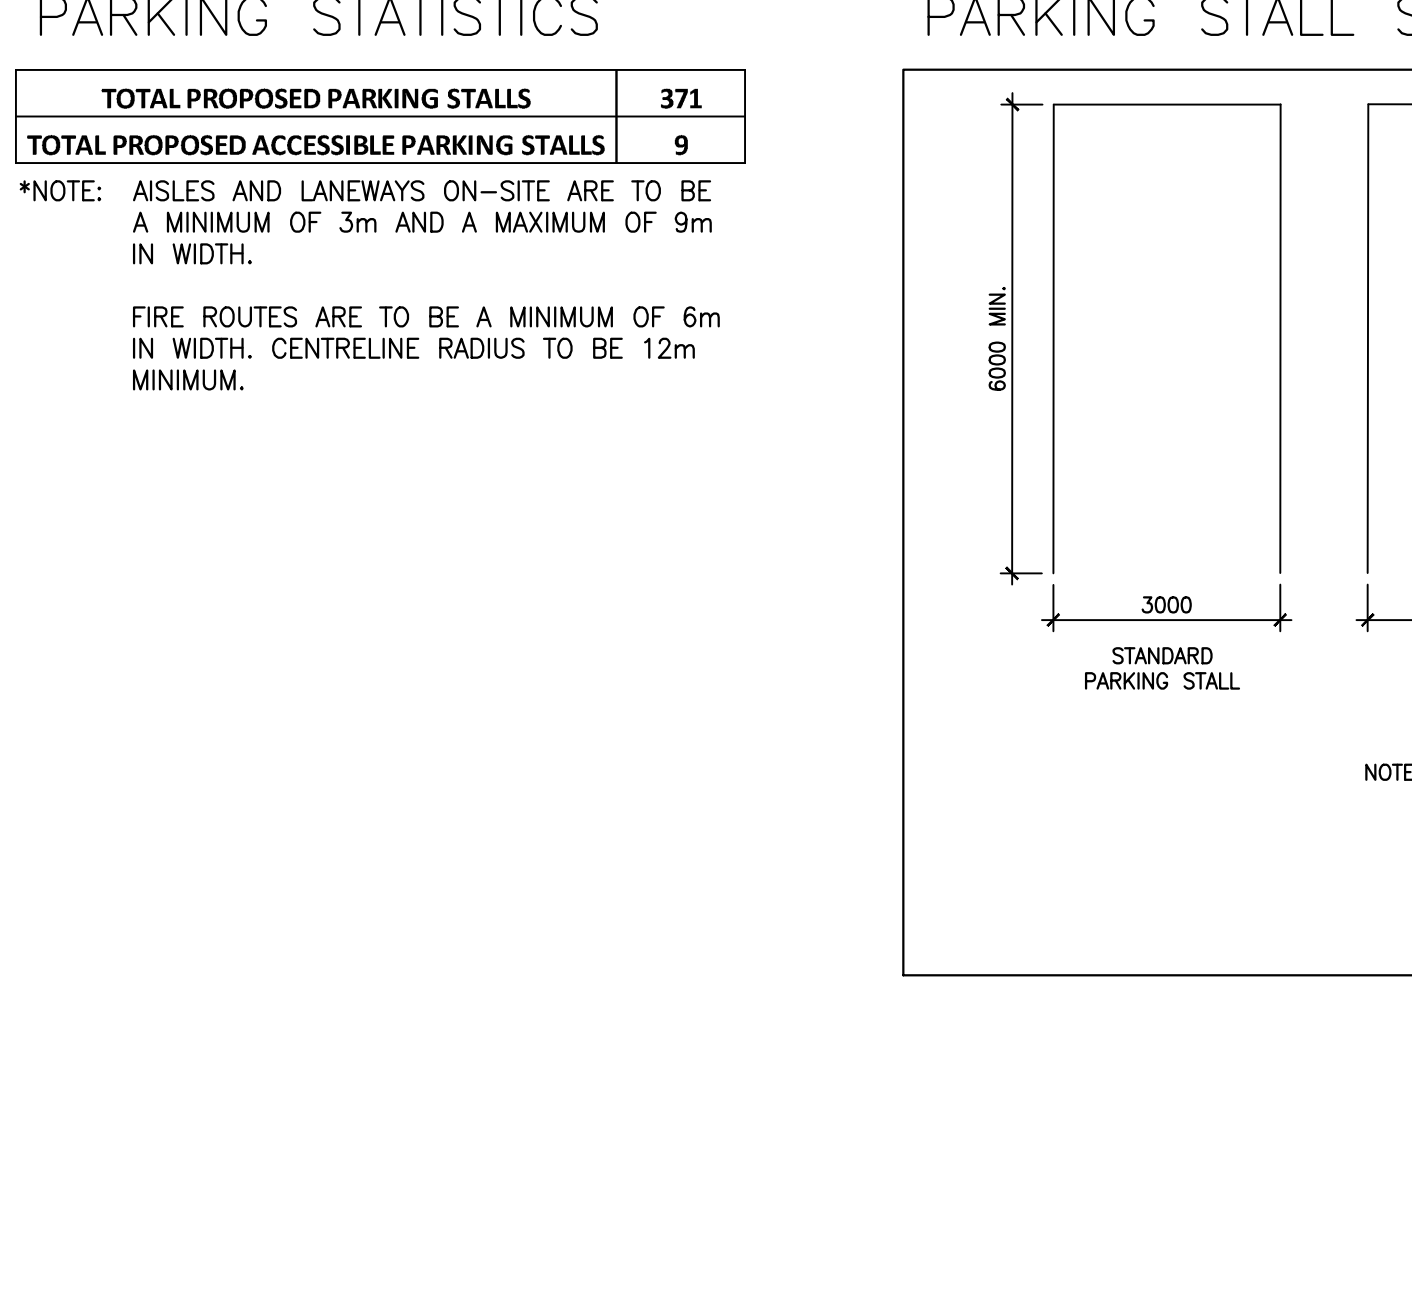 PARKING STATISTICS
TOTAL PROPOSED PARKING STALLS 371
TOTAL PROPOSED ACCESSIBLE PARKING STALLS 9
*NOTE: AISLES AND LANEWAYS ON-SITE ARE TO BE
A MINIMUM OF 3m AND A MAXIMUM OF 9m
IN WIDTH.
FIRE ROUTES ARE TO BE A MINIMUM OF 6m
IN WIDTH. CENTRELINE RADIUS TO BE 12m
MINIMUM.
PARKING STALL
6000 MIN.
3000
STANDARD
PARKING STALL
NOTE